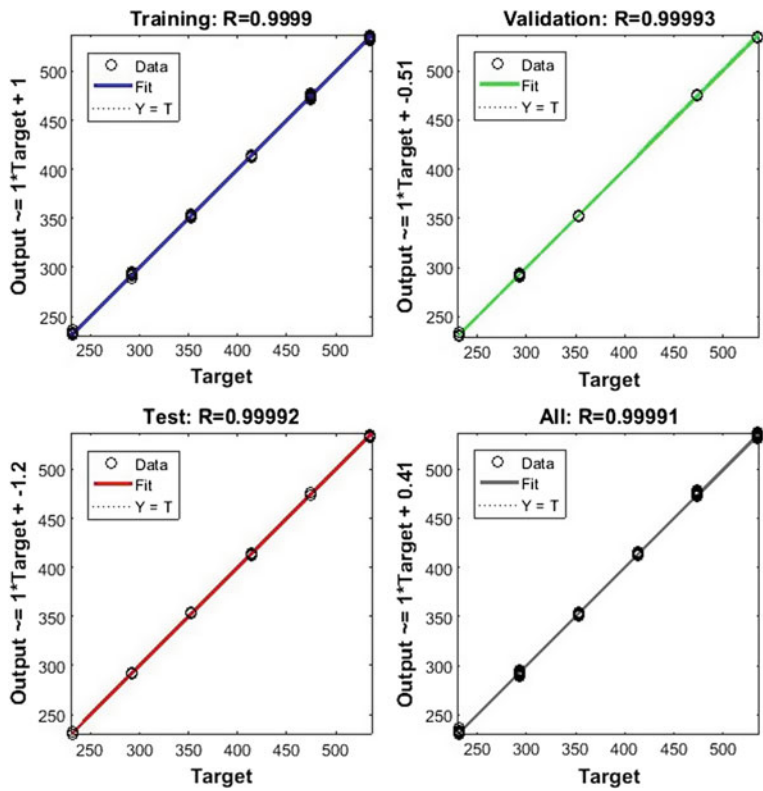 Training: R=0.9999
Output ~= 1*Target + 1
500
450
400
350
300
250
Data
Fit
Y = T
250 300 350 400 450 500
Target
Validation: R=0.99993
Output ~= 1*Target + -0.51
500
450
400
350
300
250
Data
Fit
Y = T
250 300 350 400 450 500
Target
Test: R=0.99992
Output ~= 1*Target + -1.2
500
450
400
350
300
250
Data
Fit
Y = T
250 300 350 400 450 500
Target
All: R=0.99991
Output ~= 1*Target + 0.41
500
450
400
350
300
250
Data
Fit
Y = T
250 300 350 400 450 500
Target